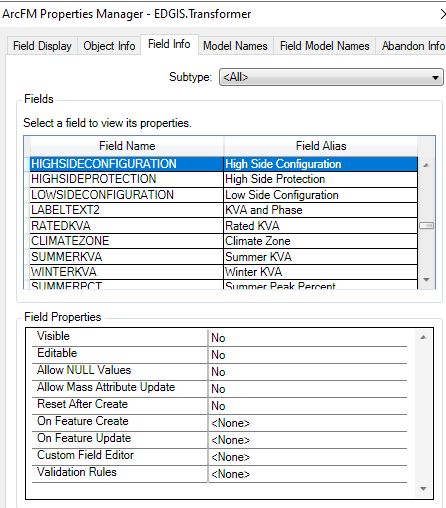 ArcFM Properties Manager - EDGIS.Transformer
Field Display Object Info Field Info Model Names Field Model Names Abandon Info
Subtype: <All>
Fields
Select a field to view its properties.
Field Name Field Alias
HIGHSIDECONFIGURATION High Side Configuration
HIGHSIDEPROTECTION High Side Protection
LOWSIDECONFIGURATION Low Side Configuration
LABELTEXT2 KVA and Phase
RATEDKVA Rated KVA
CLIMATEZONE Climate Zone
SUMMERKVA Summer KVA
WINTERKVA Winter KVA
SUMMERPCT Summer Peak Percent
Field Properties
Visible No
Editable No
Allow NULL Values No
Allow Mass Attribute Update No
Reset After Create No
On Feature Create <None>
On Feature Update <None>
Custom Field Editor <None>
Validation Rules <None>